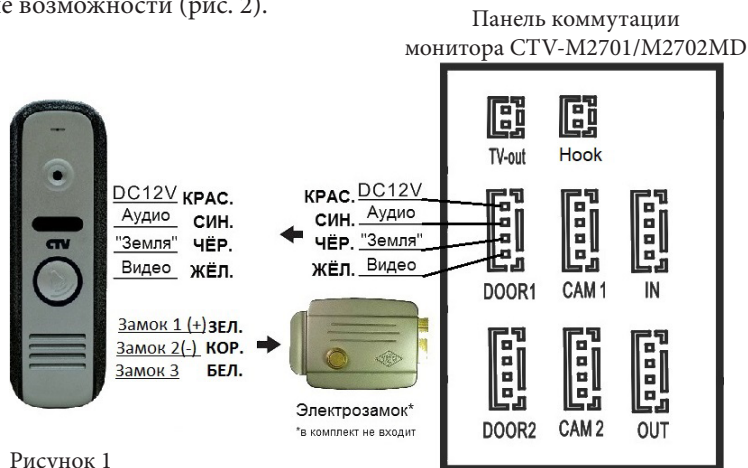 е возможности (рис. 2).
Панель коммутации
монитора CTV-M2701/M2702MD
TV-out
Hook
CTV
DC12V КРАС.
Аудио СИН.
"Земля" ЧЁР.
Видео ЖЁЛ.
КРАС. DC12V
СИН. Аудио
ЧЁР. "Земля"
ЖЁЛ. Видео
DOOR1
CAM 1
IN
Замок 1 (+) ЗЕЛ.
Замок 2(-) КОР.
Замок 3 БЕЛ.
Электрозамок*
*в комплект не входит
DOOR2
CAM 2
OUT
Рисунок 1